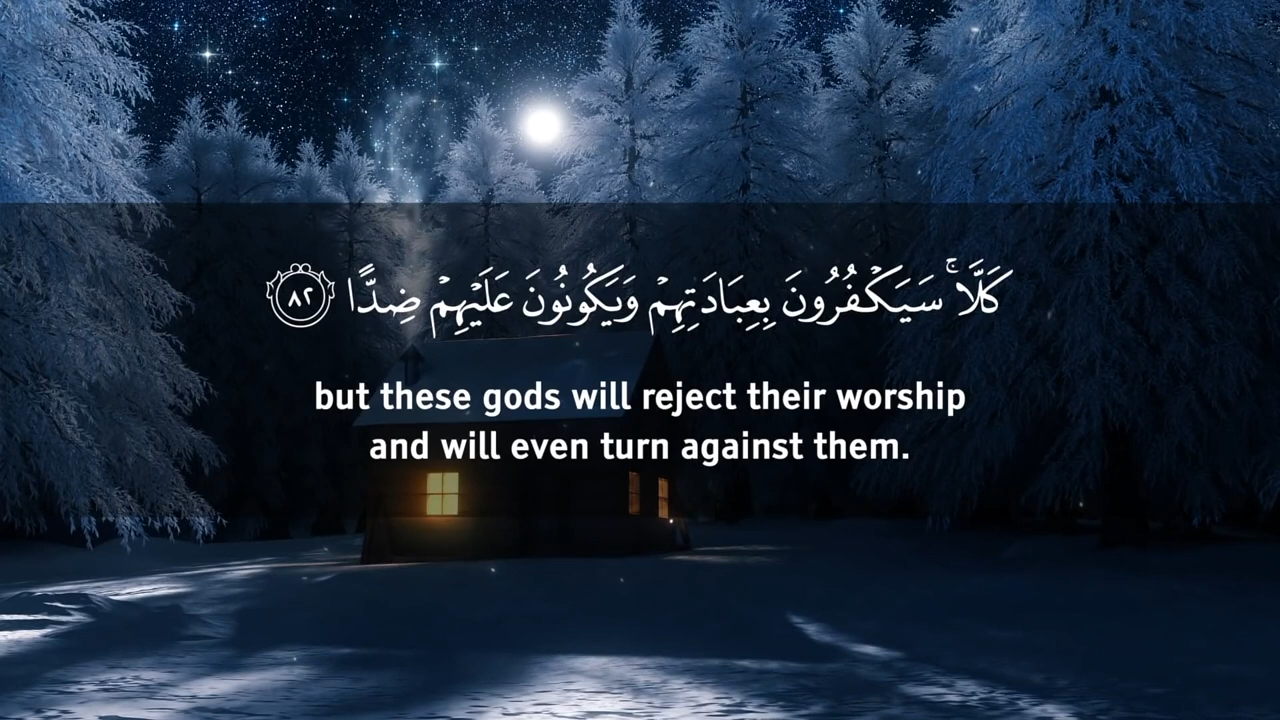 كَلَّاۚ سَيَكۡفُرُونَ بِعِبَادَتِهِمۡ وَيَكُونُونَ عَلَيۡهِمۡ ضِدًّا ٨٢
but these gods will reject their worship
and will even turn against them.